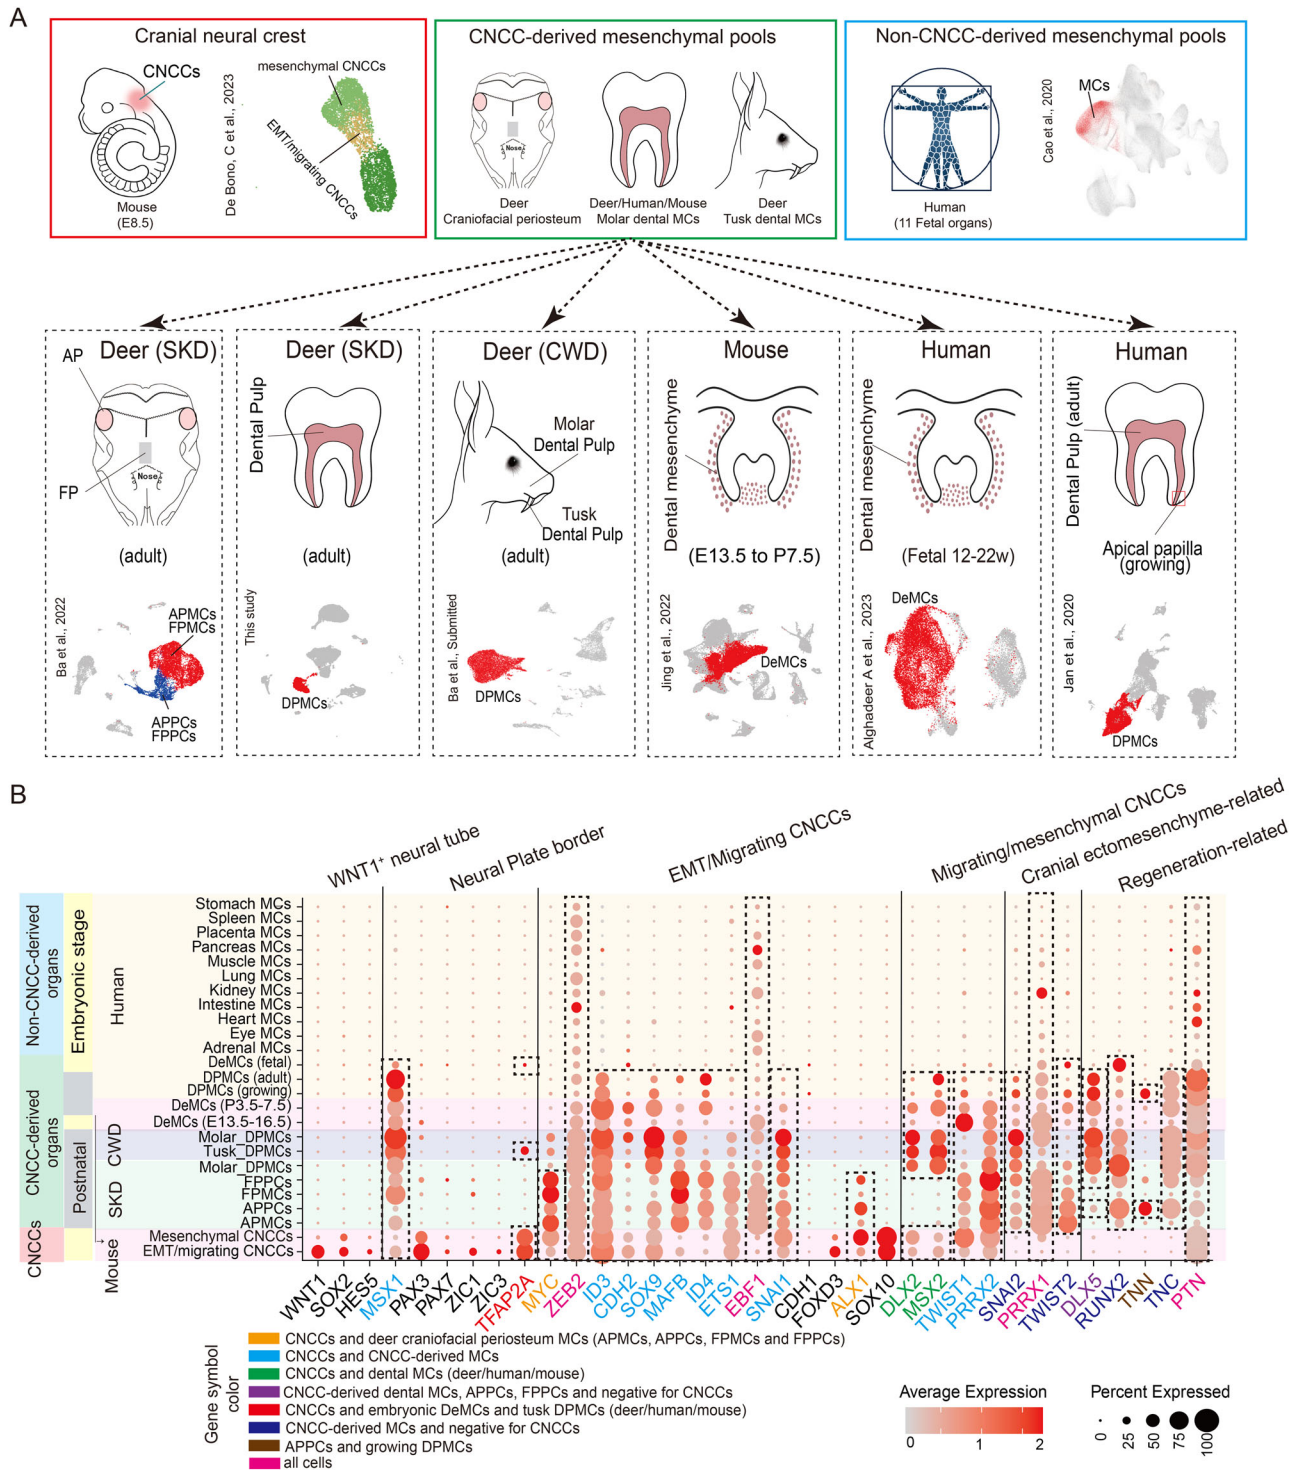 A
Cranial neural crest
CNCCs
Mouse
(E8.5)
De Bono, C et al., 2023
mesenchymal CNCCs
EMT/migrating CNCCs
CNCC-derived mesenchymal pools
Nose
Deer
Craniofacial periosteum
Deer/Human/Mouse
Molar dental MCs
Deer
Tusk dental MCs
Non-CNCC-derived mesenchymal pools
Human
(11 Fetal organs)
Cao et al., 2020
MCs
Deer (SKD)
AP
FP
Nose
(adult)
Ba et al., 2022
APMCs
FPMCs
APPCs
FPPCs
Deer (SKD)
Dental Pulp
(adult)
This study
DPMCs
Deer (CWD)
Molar
Dental Pulp
Tusk
Dental Pulp
(adult)
Ba et al., Submitted
DPMCs
Mouse
Dental mesenchyme
(E13.5 to P7.5)
Jing et al., 2022
DeMCs
Human
Dental mesenchyme
(Fetal 12-22w)
Alghadeer A et al., 2023
DeMCs
Human
Dental Pulp (adult)
Apical papilla
(growing)
Jan et al., 2020
DPMCs
B
WNT1+ neural tube
Neural Plate border
EMT/Migrating CNCCs
Migrating/mesenchymal CNCCs
Cranial ectomesenchyme-related
Regeneration-related
Non-CNCC-derived
organs
CNCC-derived
organs
CNCCs
Embryonic stage
Postnatal
Human
CWD
SKD
Mouse
Stomach MCs
Spleen MCs
Placenta MCs
Pancreas MCs
Muscle MCs
Lung MCs
Kidney MCs
Intestine MCs
Heart MCs
Eye MCs
Adrenal MCs
DeMCs (fetal)
DPMCs (adult)
DPMCs (growing)
DeMCs (P3.5-7.5)
DeMCs (E13.5-16.5)
Molar_DPMCs
Tusk_DPMCs
Molar_DPMCs
FPPCs
FPMCs
APPCs
APMCs
Mesenchymal CNCCs
EMT/migrating CNCCs
WNT1
SOX2
HES5
MSX1
PAX3
PAX7
ZIC1
ZIC3
TFAP2A
MYC
ZEB2
ID3
CDH2
SOX9
MAFB
ID4
ETS1
EBF1
SNAI1
CDH1
FOXD3
ALX1
SOX10
DLX2
MSX2
TWIST1
PRRX2
SNAI2
PRRX1
TWIST2
DLX5
RUNX2
TNN
TNC
PTN
Gene symbol
color
CNCCs and deer craniofacial periosteum MCs (APMCs, APPCs, FPMCs and FPPCs)
CNCCs and CNCC-derived MCs
CNCCs and dental MCs (deer/human/mouse)
CNCC-derived dental MCs, APPCs, FPPCs and negative for CNCCs
CNCCs and embryonic DeMCs and tusk DPMCs (deer/human/mouse)
CNCC-derived MCs and negative for CNCCs
APPCs and growing DPMCs
all cells
Average Expression
0 1 2
Percent Expressed
0 25 50 75 100